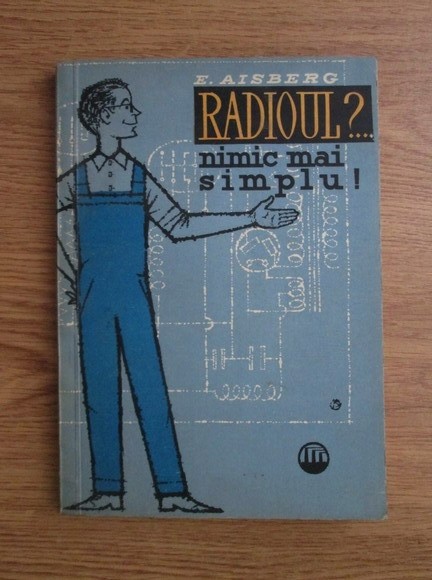 E. AISBERG
RADIOUL?...
nimic mai
simplu!